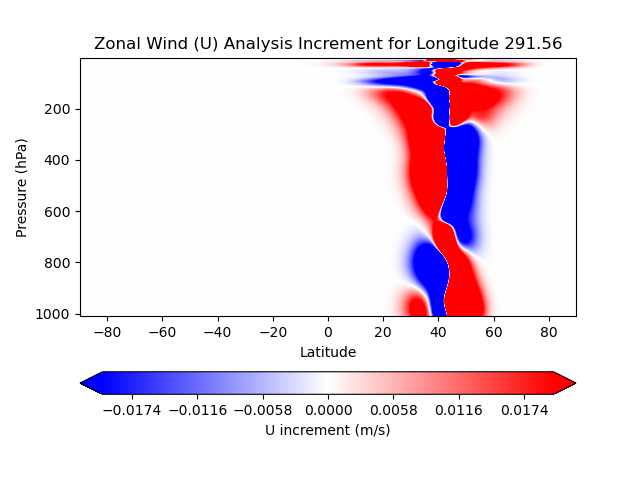 Zonal Wind (U) Analysis Increment for Longitude 291.56
Pressure (hPa)
200
400
600
800
1000
−80 −60 −40 −20 0 20 40 60 80
Latitude
−0.0174 −0.0116 −0.0058 0.0000 0.0058 0.0116 0.0174
U increment (m/s)